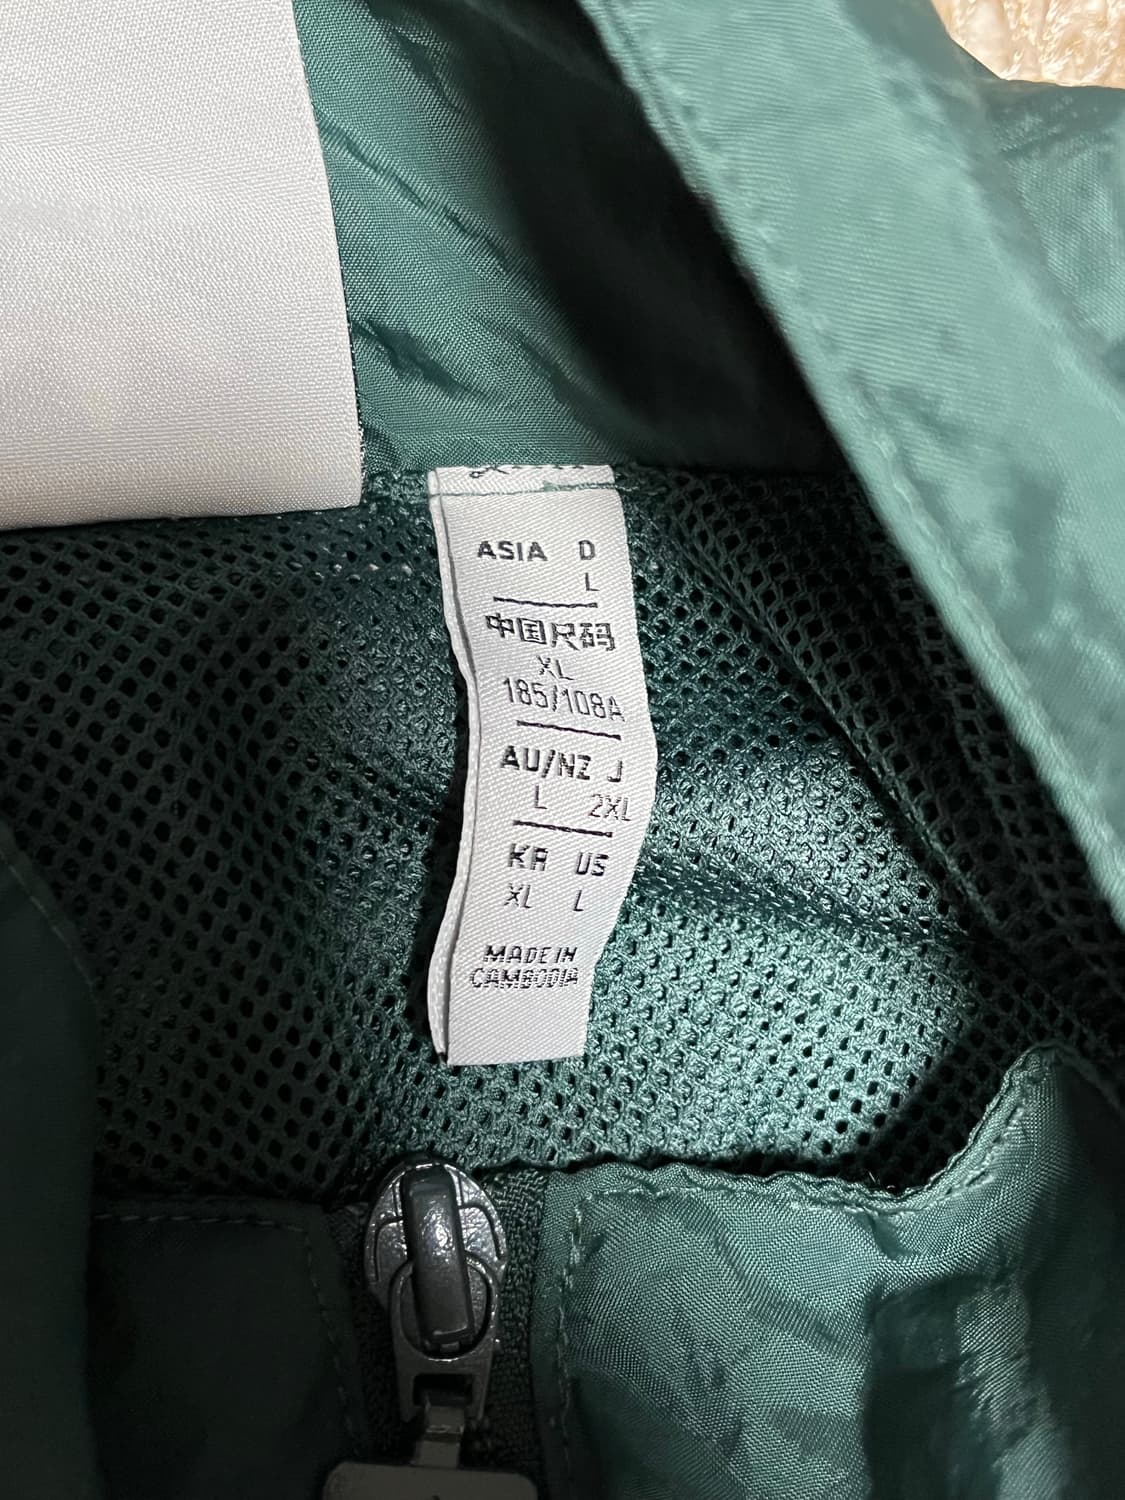 ASIA D
L
中国尺码
XL
185/108A
AU/NZ J
L 2XL
KR US
XL L
MADE IN
CAMBODIA